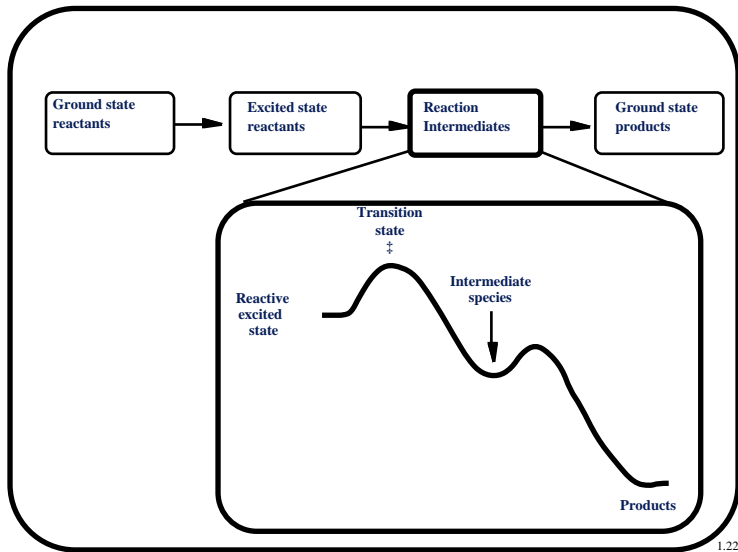 Ground state
reactants
Excited state
reactants
Reaction
Intermediates
Ground state
products
Transition
state
‡
Intermediate
species
Reactive
excited
state
Products
1.22